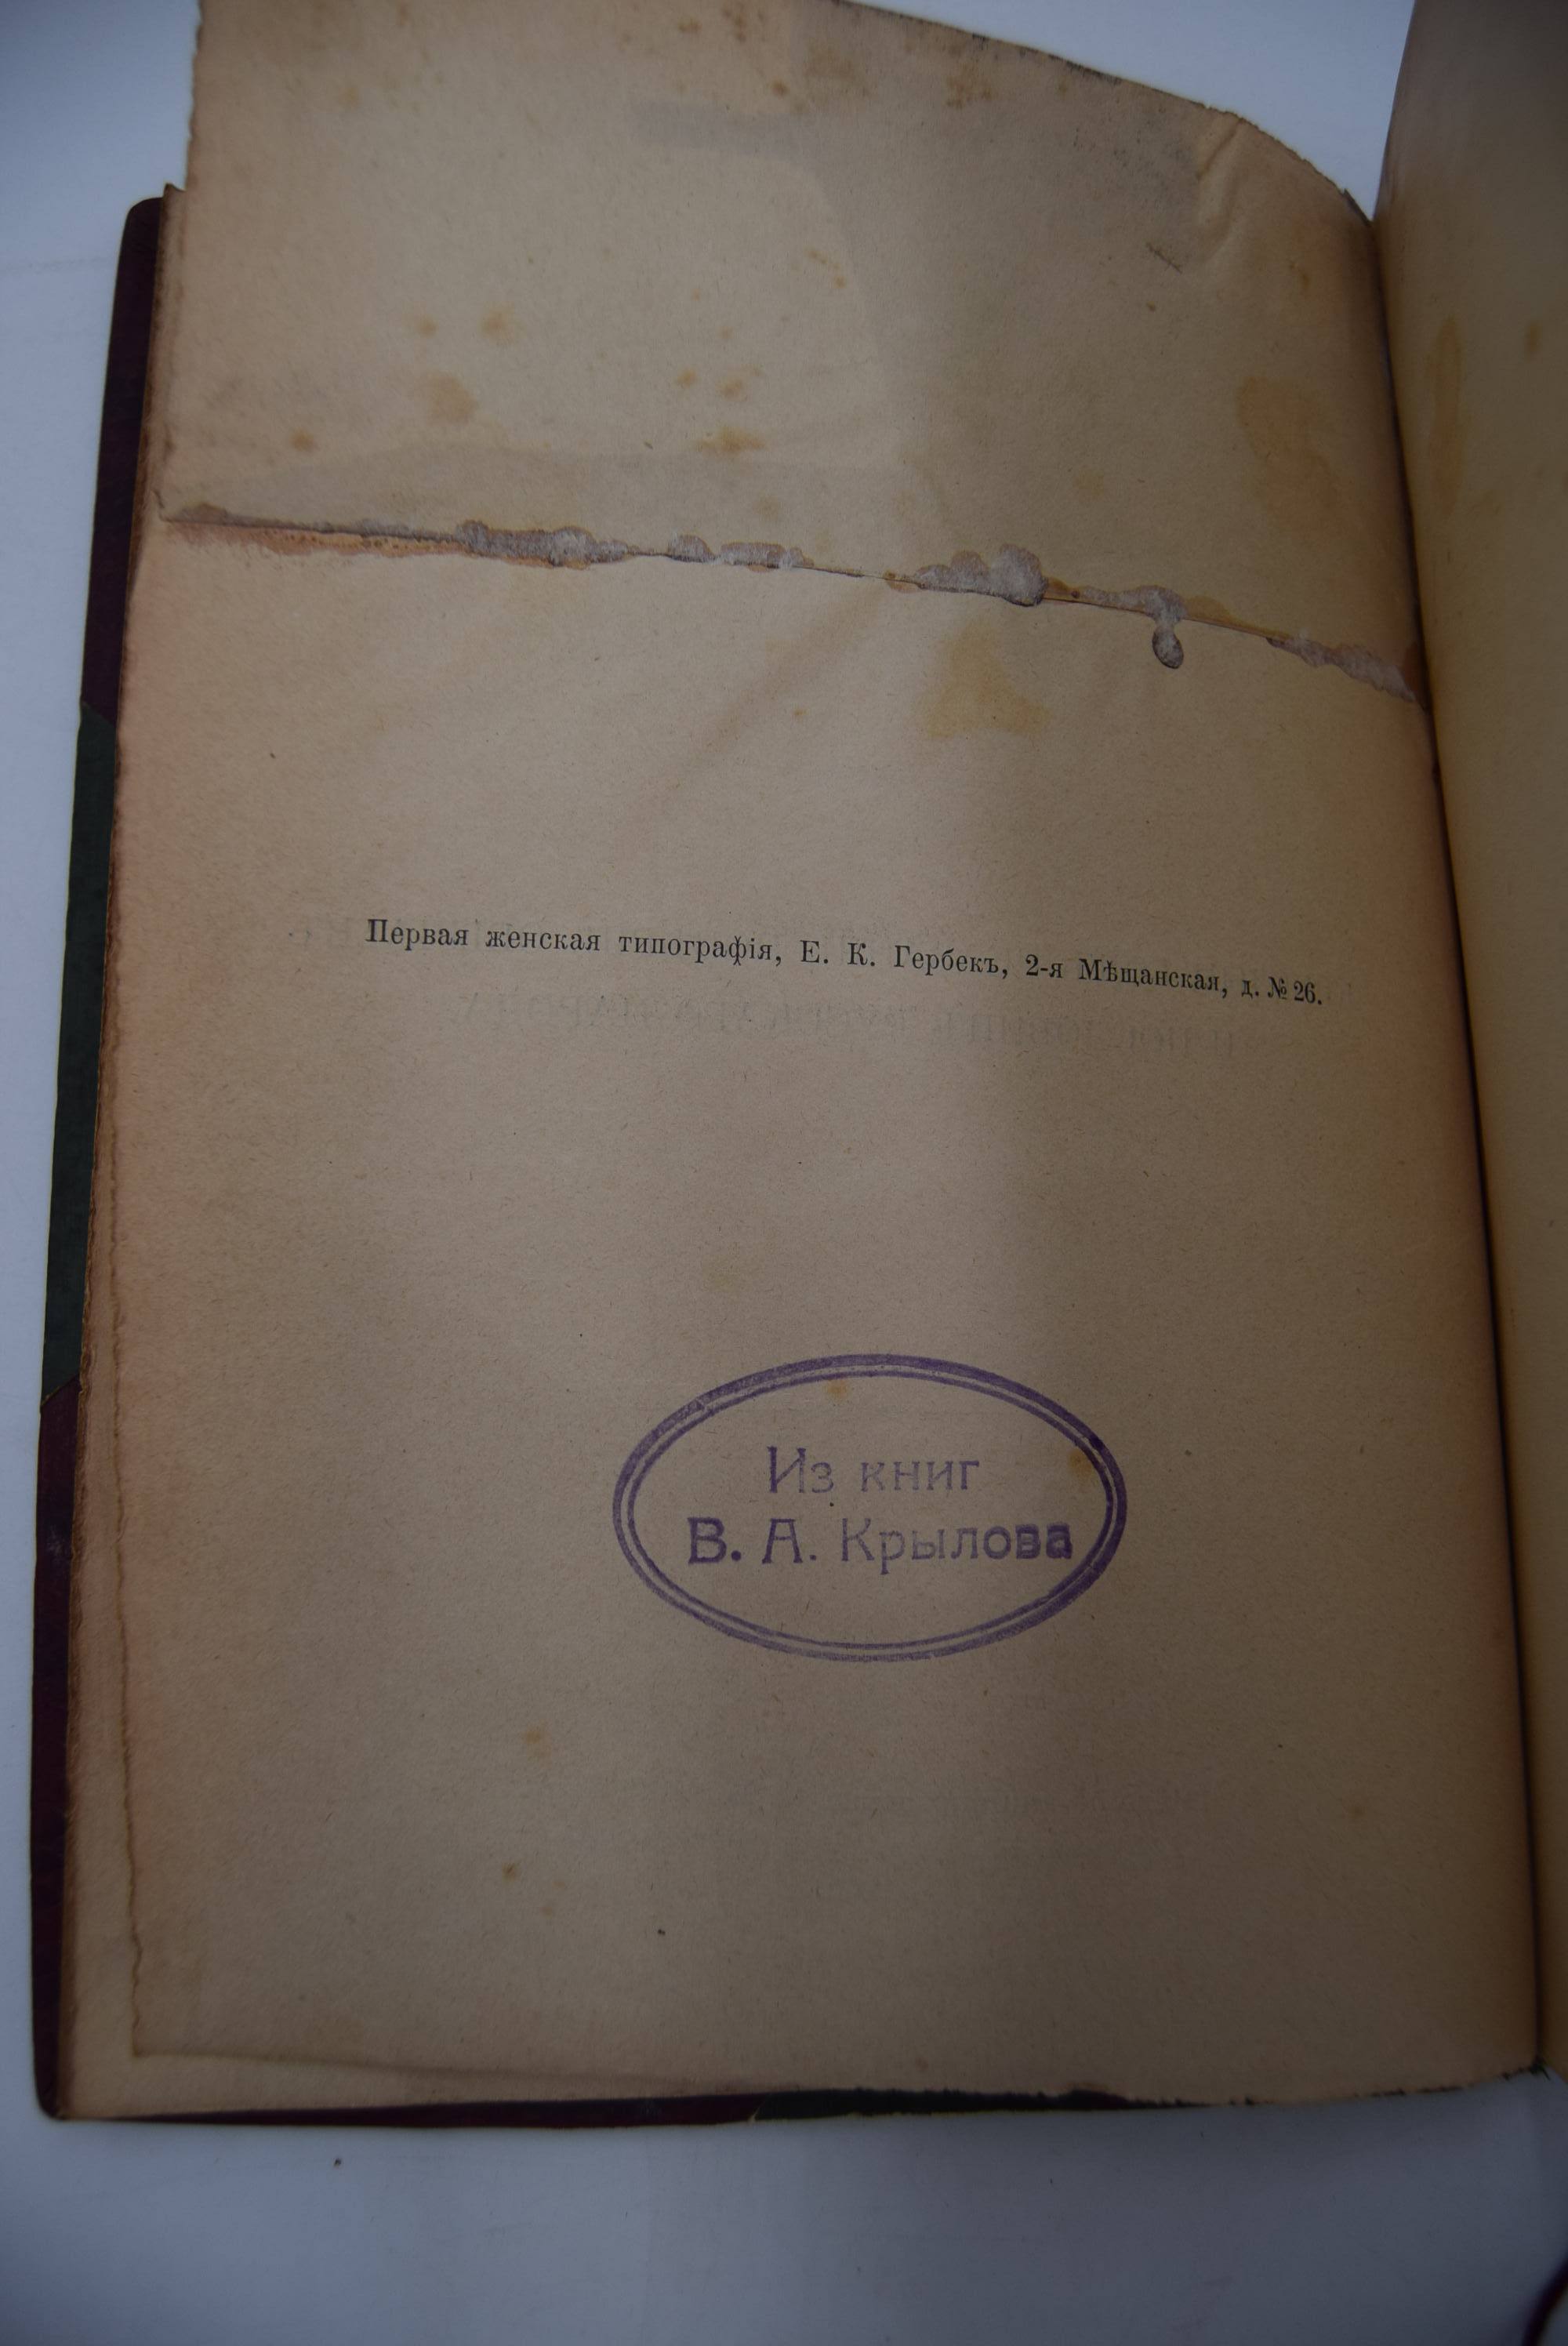 Первая женская типографія, Е. К. Гербекъ, 2-я Мѣщанская, д. № 26.
Из книг
В. А. Крылова